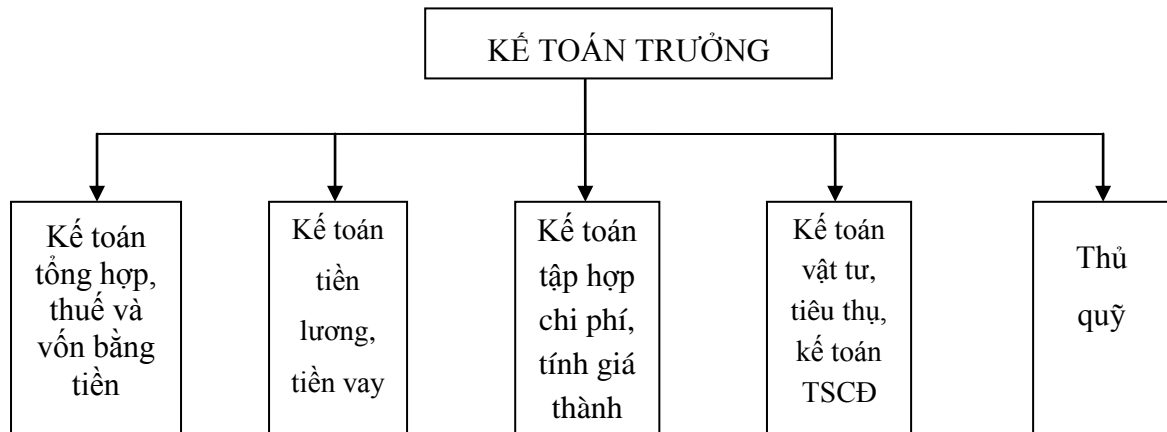 KẾ TOÁN TRƯỞNG
Kế toán
tổng hợp,
thuế và
vốn bằng
tiền
Kế toán
tiền
lương,
tiền vay
Kế toán
tập hợp
chi phí,
tính giá
thành
Kế toán
vật tư,
tiêu thụ,
kế toán
TSCĐ
Thủ
quỹ